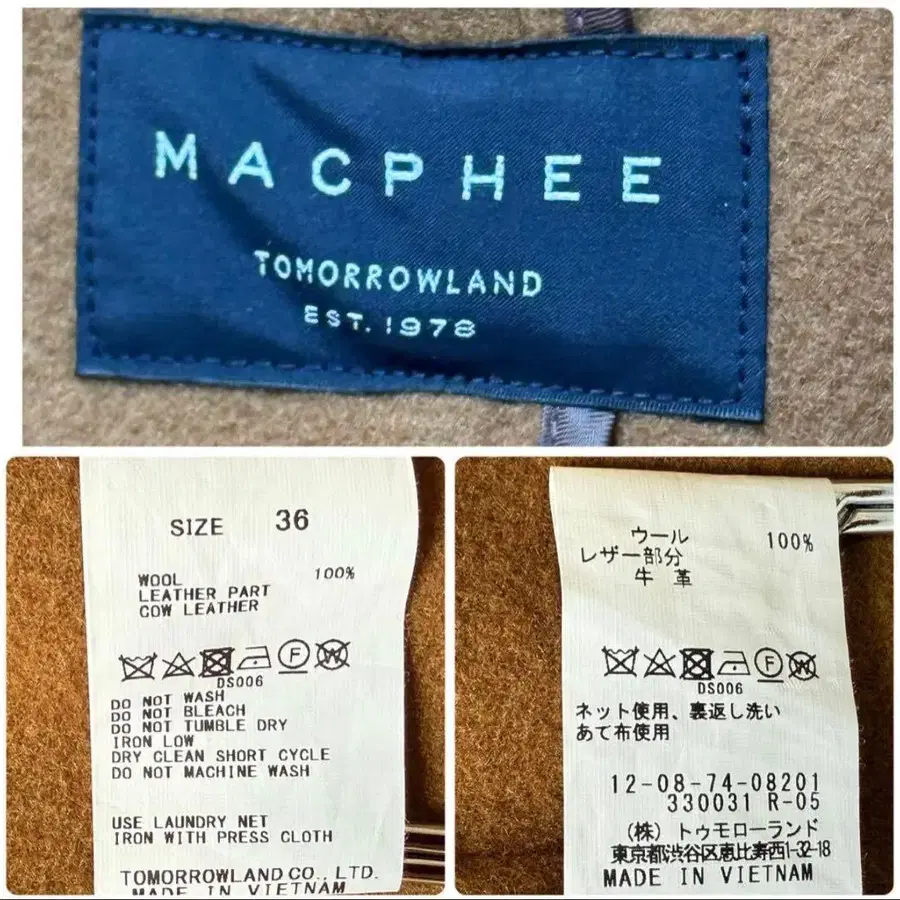 MACPHEE
TOMORROWLAND
EST. 1978
SIZE 36
WOOL 100%
LEATHER PART
COW LEATHER
F W
DS006
DO NOT WASH
DO NOT BLEACH
DO NOT TUMBLE DRY
IRON LOW
DRY CLEAN SHORT CYCLE
DO NOT MACHINE WASH
USE LAUNDRY NET
IRON WITH PRESS CLOTH
TOMORROWLAND CO., LTD.
MADE IN VIETNAM
ウール 100%
レザー部分
牛 革
F W
DS006
ネット使用、裏返し洗い
あて布使用
12-08-74-08201
330031 R-05
(株) トゥモローランド
東京都渋谷区恵比寿西1-32-18
MADE IN VIETNAM